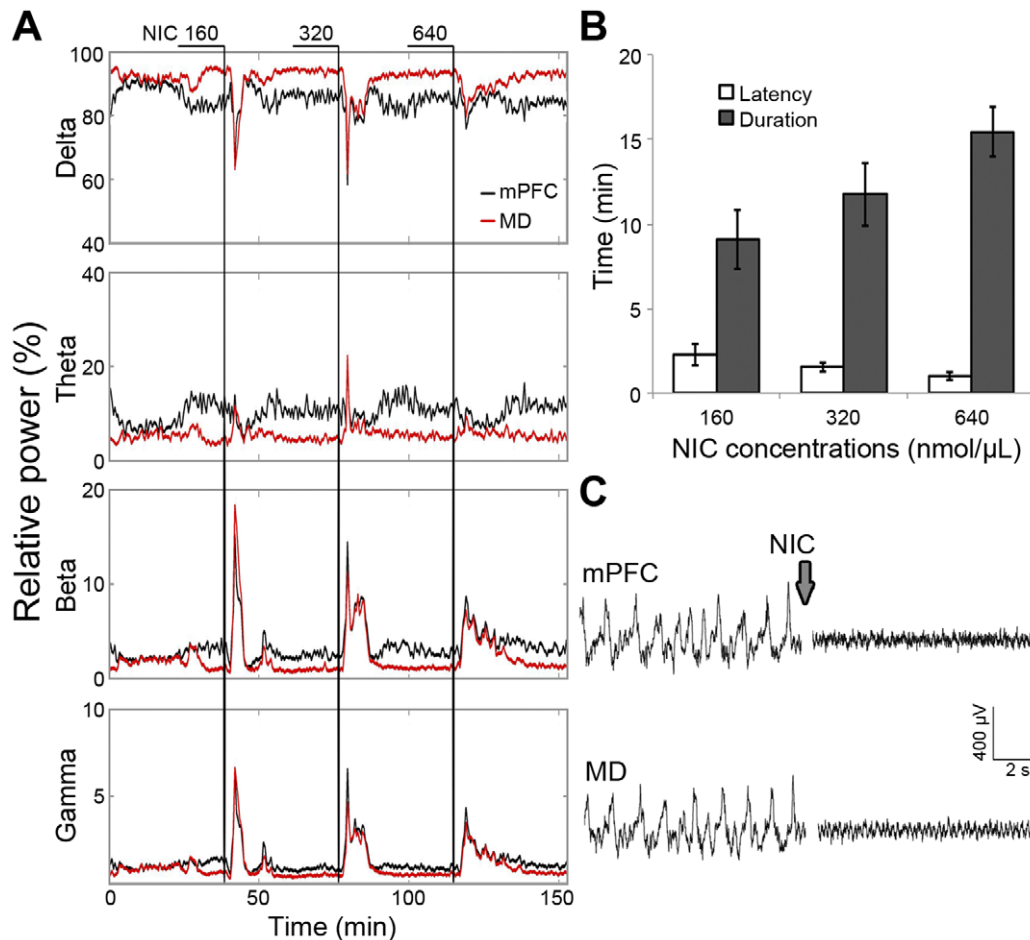 A
NIC 160 320 640
Relative power (%)
Delta
100
80
60
40
mPFC
MD
Theta
40
20
0
Beta
20
10
0
Gamma
10
5
0 50 100 150
Time (min)
B
Time (min)
20
15
10
5
0
Latency
Duration
160 320 640
NIC concentrations (nmol/µL)
C
NIC
mPFC
MD
400 µV
2 s